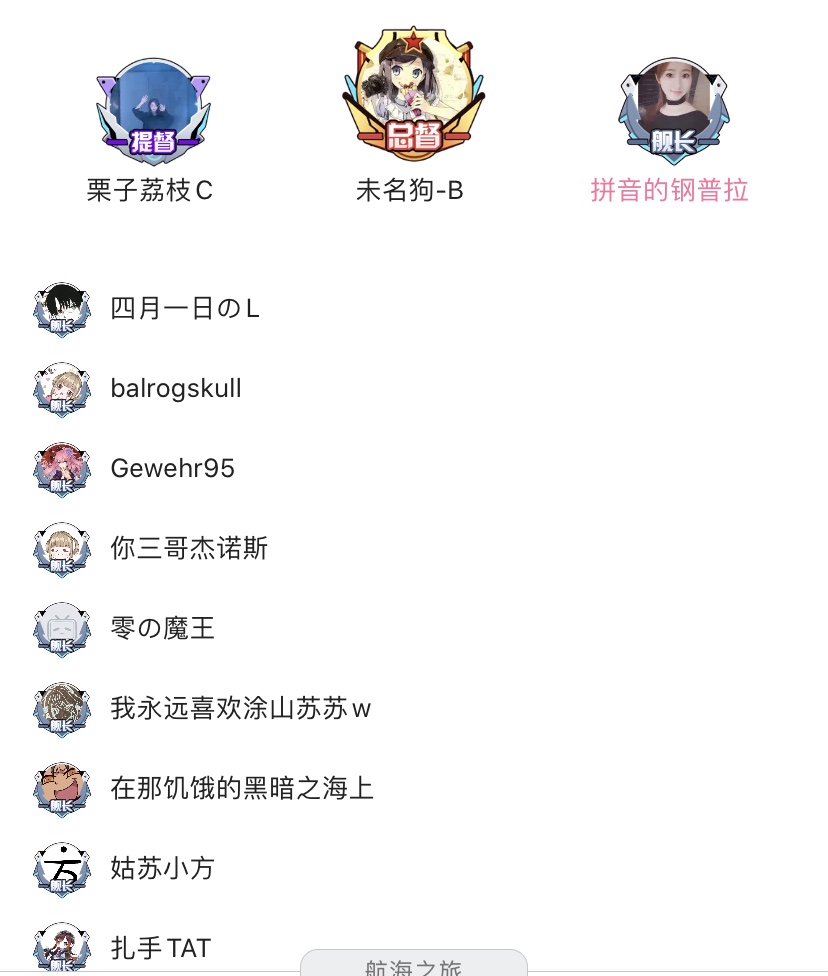 提督
总督
舰长
栗子荔枝C
未名狗-B
拼音的钢普拉
舰长
四月一日のL
舰长
balrogskull
舰长
Gewehr95
舰长
你三哥杰诺斯
舰长
零の魔王
舰长
我永远喜欢涂山苏苏w
舰长
在那饥饿的黑暗之海上
舰长
姑苏小方
舰长
扎手TAT
航海之旅